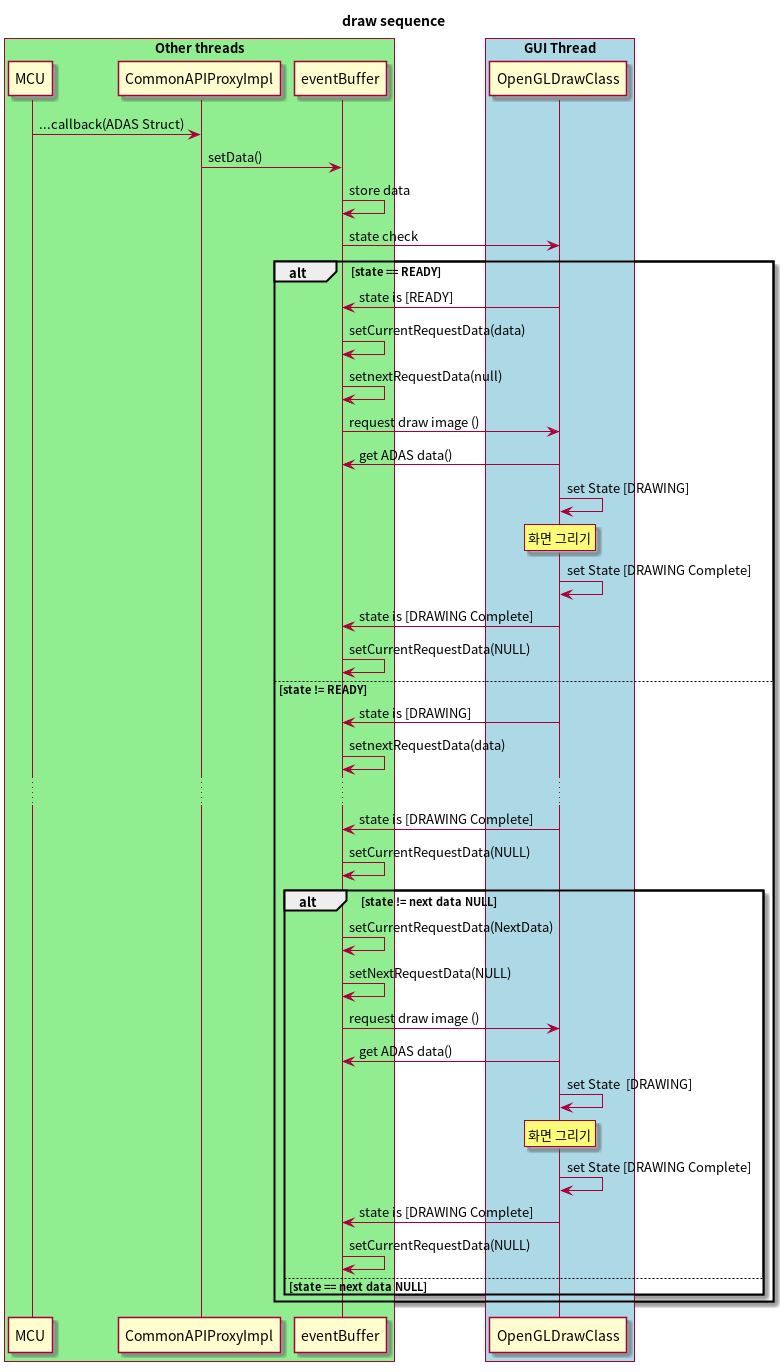 draw sequence
Other threads
GUI Thread
MCU
CommonAPIProxyImpl
eventBuffer
OpenGLDrawClass
...callback(ADAS Struct)
setData()
store data
state check
alt
[state == READY]
state is [READY]
setCurrentRequestData(data)
setnextRequestData(null)
request draw image ()
get ADAS data()
set State [DRAWING]
화면 그리기
set State [DRAWING Complete]
state is [DRAWING Complete]
setCurrentRequestData(NULL)
[state != READY]
state is [DRAWING]
setnextRequestData(data)
state is [DRAWING Complete]
setCurrentRequestData(NULL)
alt
[state != next data NULL]
setCurrentRequestData(NextData)
setNextRequestData(NULL)
request draw image ()
get ADAS data()
set State  [DRAWING]
화면 그리기
set State [DRAWING Complete]
state is [DRAWING Complete]
setCurrentRequestData(NULL)
[state == next data NULL]
MCU
CommonAPIProxyImpl
eventBuffer
OpenGLDrawClass